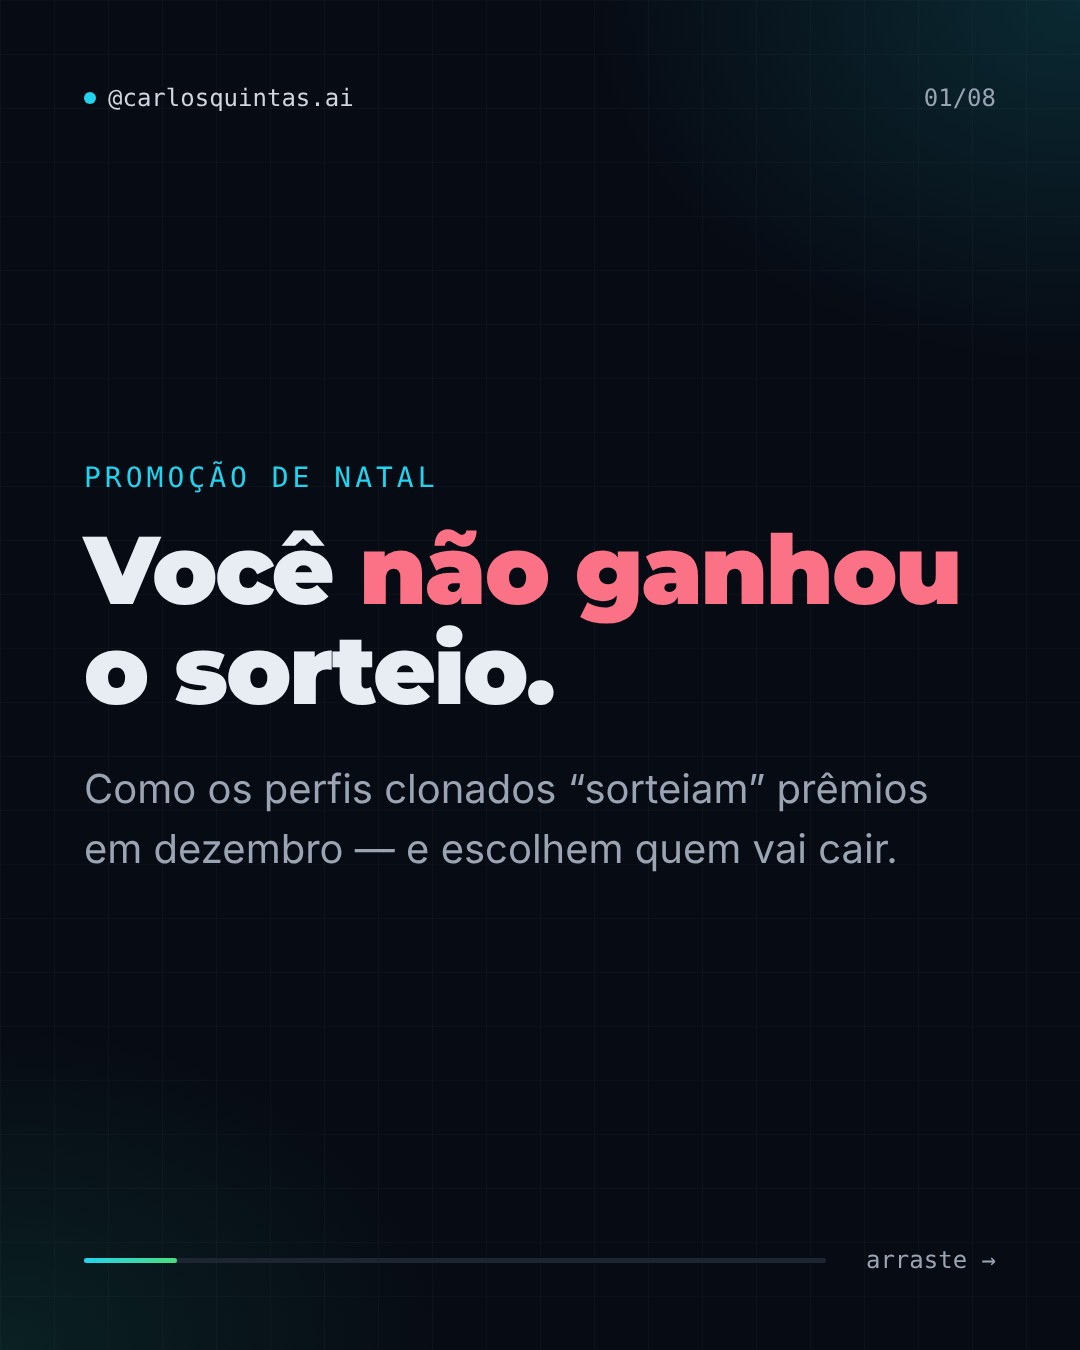 @carlosquintas.ai
01/08
PROMOÇÃO DE NATAL
Você não ganhou
o sorteio.
Como os perfis clonados “sorteiam” prêmios
em dezembro — e escolhem quem vai cair.
arraste →